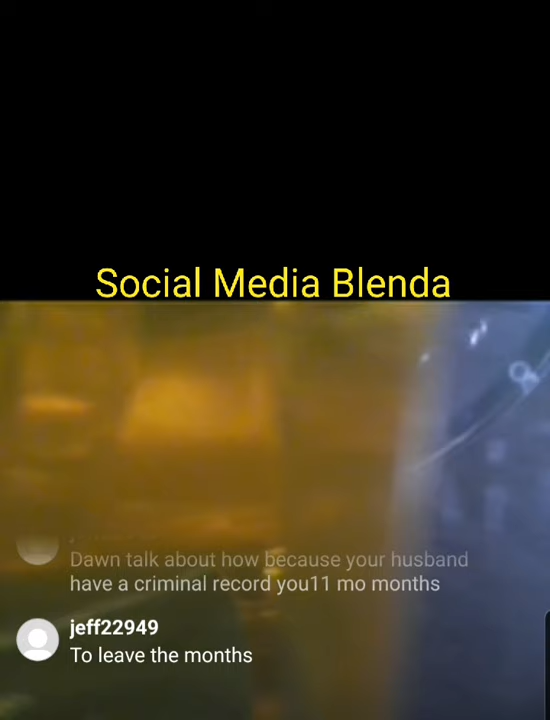 Social Media Blenda
Dawn talk about how because your husband
have a criminal record you11 mo months
jeff22949
To leave the months